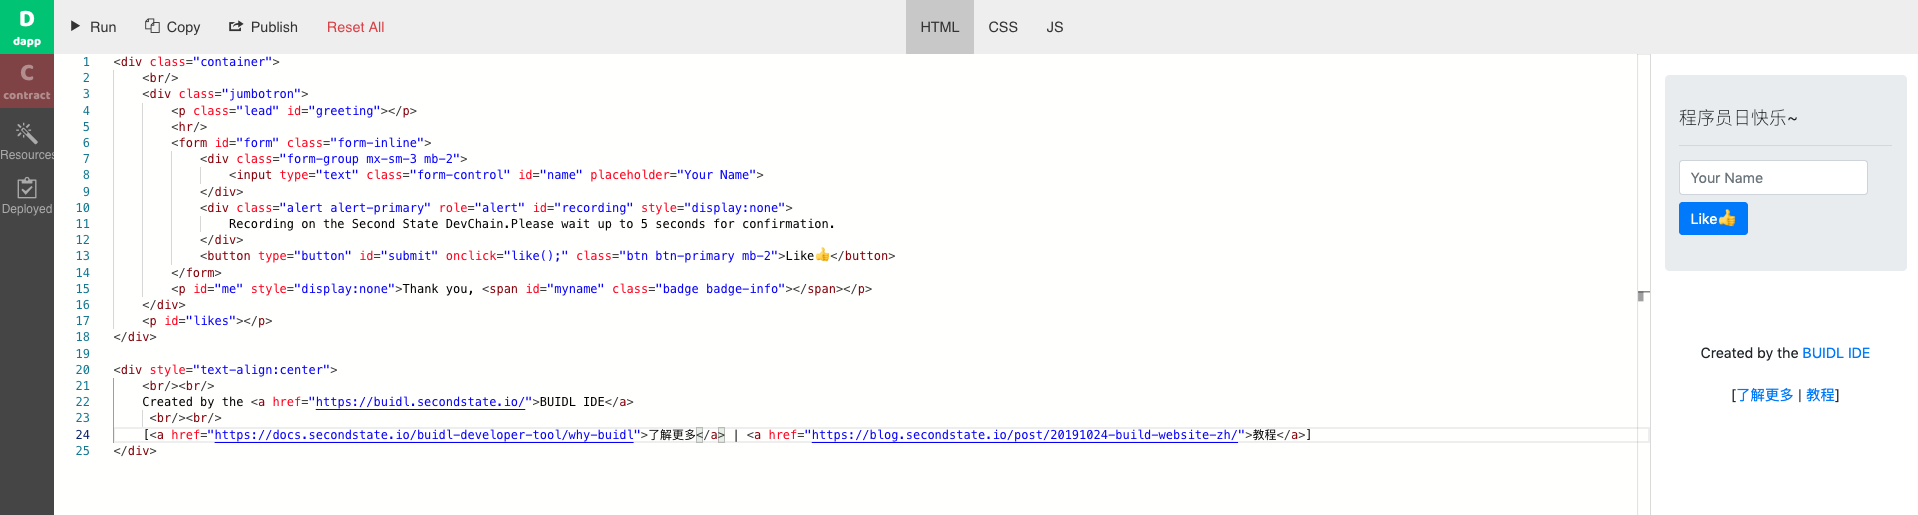 D
dapp
C
contract
Resources
Deployed
Run Copy Publish Reset All HTML CSS JS
1 <div class="container">
2 <br/>
3 <div class="jumbotron">
4 <p class="lead" id="greeting"></p>
5 <hr/>
6 <form id="form" class="form-inline">
7 <div class="form-group mx-sm-3 mb-2">
8 <input type="text" class="form-control" id="name" placeholder="Your Name">
9 </div>
10 <div class="alert alert-primary" role="alert" id="recording" style="display:none">
11 Recording on the Second State DevChain.Please wait up to 5 seconds for confirmation.
12 </div>
13 <button type="button" id="submit" onclick="like();" class="btn btn-primary mb-2">Like👍</button>
14 </form>
15 <p id="me" style="display:none">Thank you, <span id="myname" class="badge badge-info"></span></p>
16 </div>
17 <p id="likes"></p>
18 </div>
19
20 <div style="text-align:center">
21 <br/><br/>
22 Created by the <a href="https://buidl.secondstate.io/">BUIDL IDE</a>
23 <br/><br/>
24 [<a href="https://docs.secondstate.io/buidl-developer-tool/why-buidl">了解更多</a> | <a href="https://blog.secondstate.io/post/20191024-build-website-zh/">教程</a>]
25 </div>
程序员日快乐~
Your Name
Like👍
Created by the BUIDL IDE
[了解更多 | 教程]